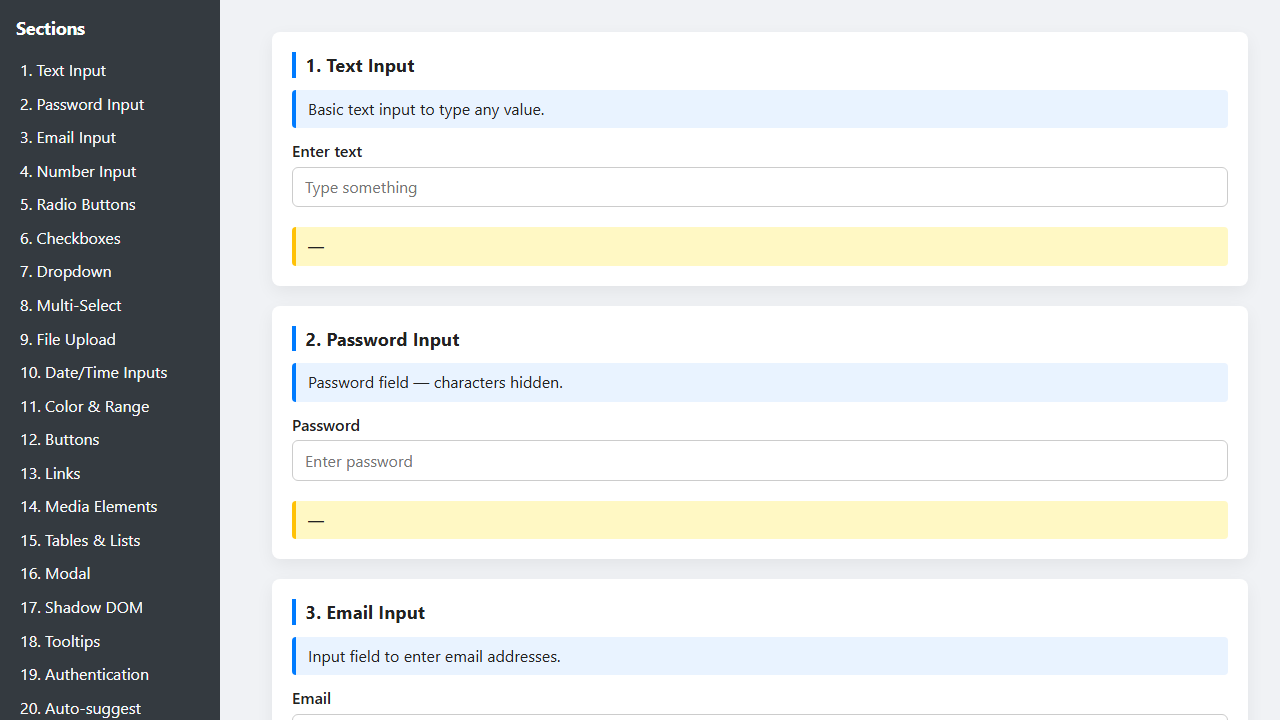 Sections
1. Text Input
2. Password Input
3. Email Input
4. Number Input
5. Radio Buttons
6. Checkboxes
7. Dropdown
8. Multi-Select
9. File Upload
10. Date/Time Inputs
11. Color & Range
12. Buttons
13. Links
14. Media Elements
15. Tables & Lists
16. Modal
17. Shadow DOM
18. Tooltips
19. Authentication
20. Auto-suggest
1. Text Input
Basic text input to type any value.
Enter text
Type something
—
2. Password Input
Password field — characters hidden.
Password
Enter password
—
3. Email Input
Input field to enter email addresses.
Email